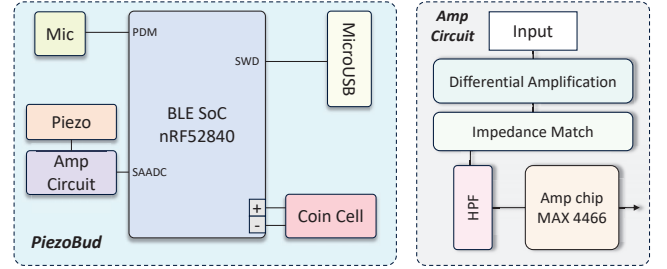 Mic
PDM
SWD
MicroUSB
BLE SoC
nRF52840
Piezo
Amp
Circuit
SAADC
+
-
Coin Cell
PiezoBud
Amp
Circuit
Input
Differential Amplification
Impedance Match
HPF
Amp chip
MAX 4466